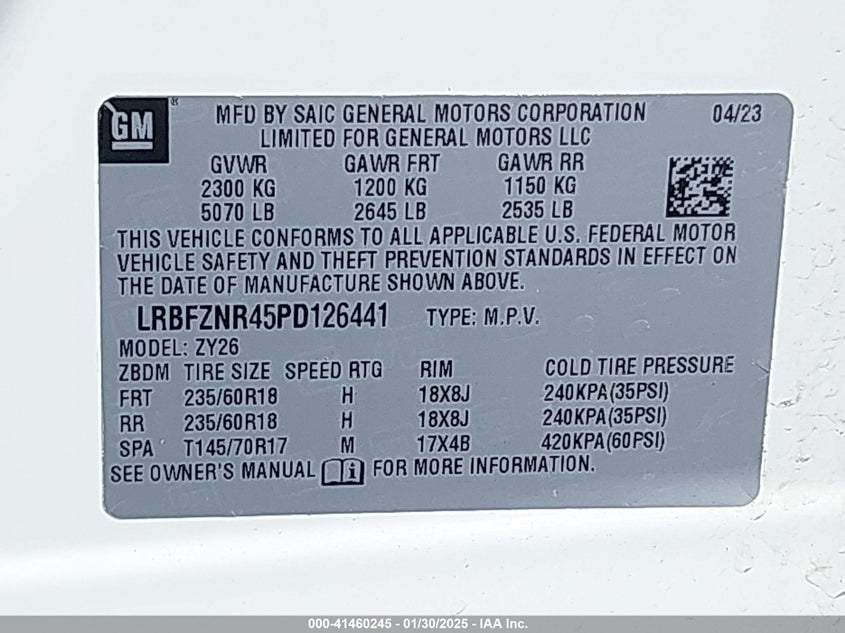 GM
®
MFD BY SAIC GENERAL MOTORS CORPORATION 04/23
LIMITED FOR GENERAL MOTORS LLC
GVWR GAWR FRT GAWR RR
2300 KG 1200 KG 1150 KG
5070 LB 2645 LB 2535 LB
THIS VEHICLE CONFORMS TO ALL APPLICABLE U.S. FEDERAL MOTOR
VEHICLE SAFETY AND THEFT PREVENTION STANDARDS IN EFFECT ON
THE DATE OF MANUFACTURE SHOWN ABOVE.
LRBFZNR45PD126441 TYPE: M.P.V.
MODEL: ZY26
ZBDM TIRE SIZE SPEED RTG RIM COLD TIRE PRESSURE
FRT 235/60R18 H 18X8J 240KPA(35PSI)
RR 235/60R18 H 18X8J 240KPA(35PSI)
SPA T145/70R17 M 17X4B 420KPA(60PSI)
SEE OWNER'S MANUAL i FOR MORE INFORMATION.
000-41460245 - 01/30/2025 - IAA Inc.